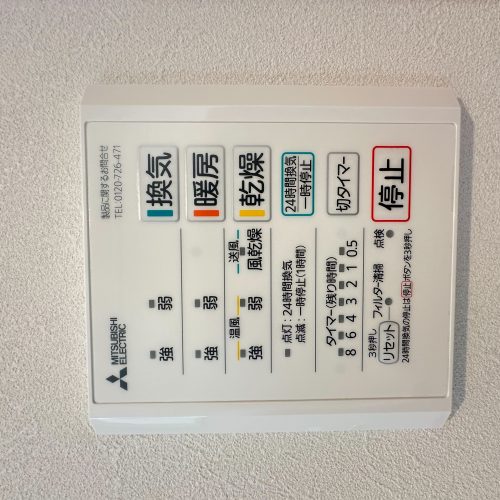 MITSUBISHI
ELECTRIC
製品に関するお問合せ
TEL:0120-726-471
強 弱 換気
強 弱 暖房
温風 送風
強 弱 風乾燥 乾燥
点灯:24時間換気
点滅:一時停止(1時間)
24時間換気
一時停止
タイマー(残り時間)
8 6 4 3 2 1 0.5
切タイマー
3秒押し
リセット フィルター清掃 点検
停止
24時間換気の停止は停止ボタンを3秒押し